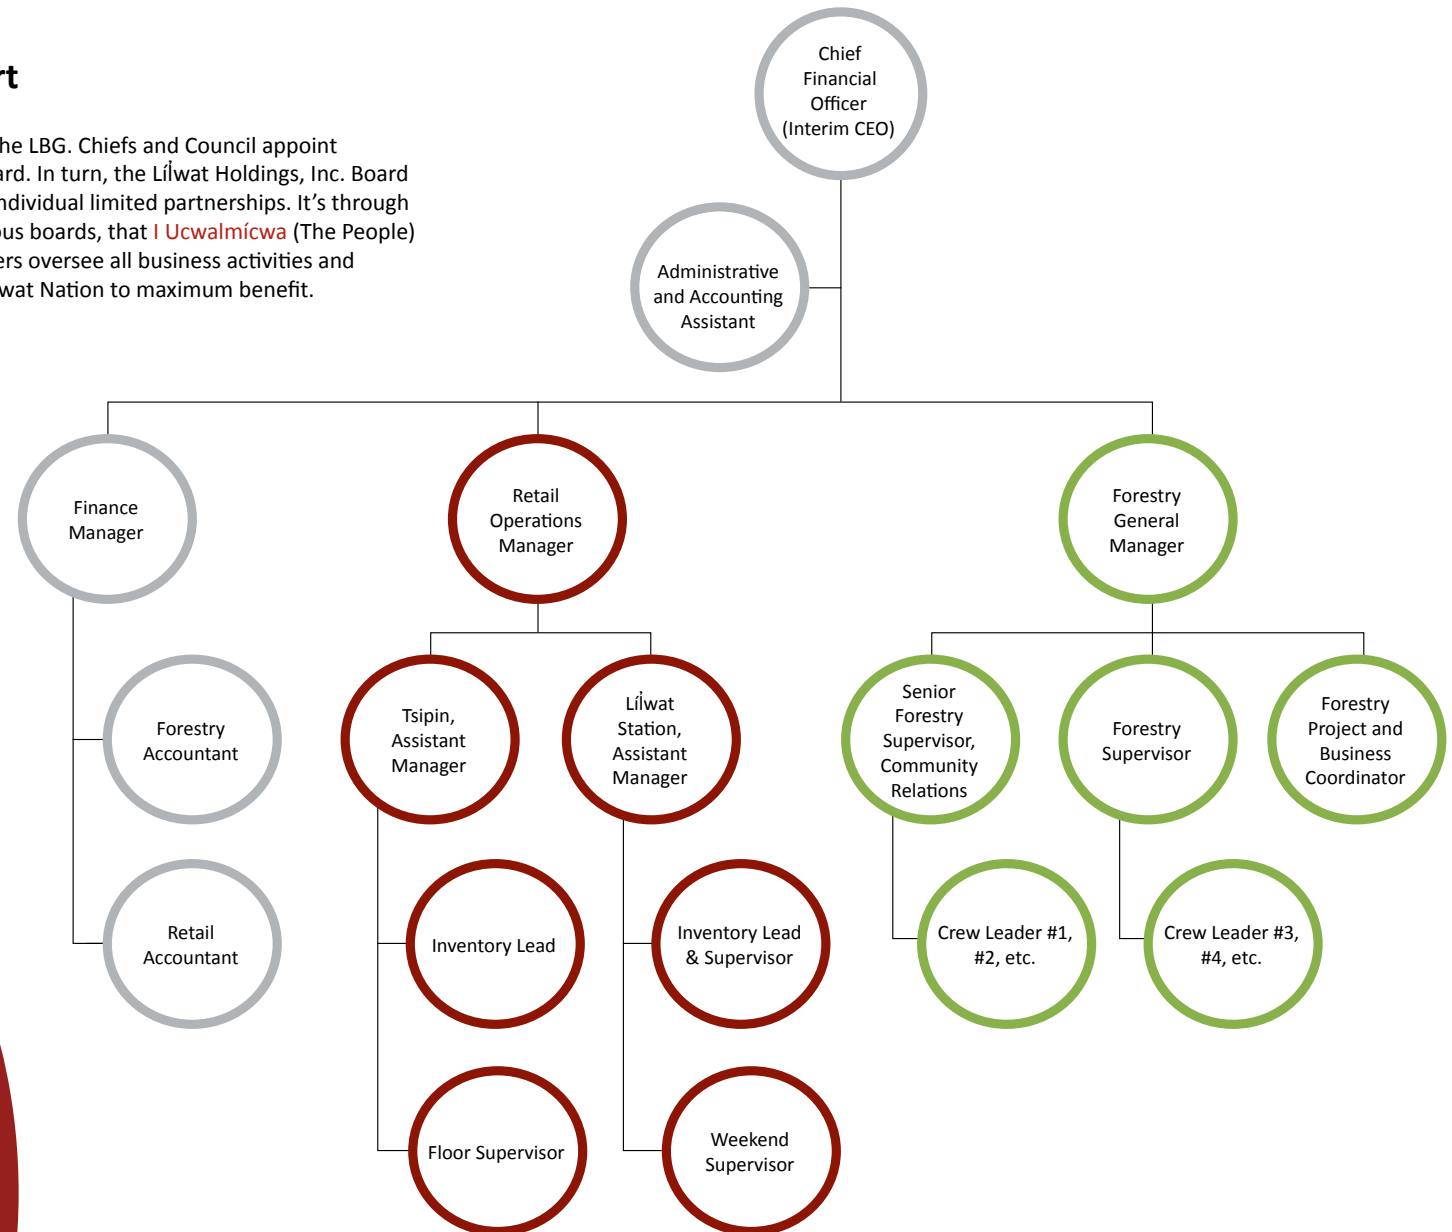 rt
he LBG. Chiefs and Council appoint
ard. In turn, the Líl̓wat Holdings, Inc. Board
individual limited partnerships. It’s through
ous boards, that I Ucwalmícwa (The People)
ers oversee all business activities and
wat Nation to maximum benefit.
Chief
Financial
Officer
(Interim CEO)
Administrative
and Accounting
Assistant
Finance
Manager
Retail
Operations
Manager
Forestry
General
Manager
Forestry
Accountant
Tsipin,
Assistant
Manager
Líl̓wat
Station,
Assistant
Manager
Senior
Forestry
Supervisor,
Community
Relations
Forestry
Supervisor
Forestry
Project and
Business
Coordinator
Retail
Accountant
Inventory Lead
Inventory Lead
& Supervisor
Crew Leader #1,
#2, etc.
Crew Leader #3,
#4, etc.
Floor Supervisor
Weekend
Supervisor